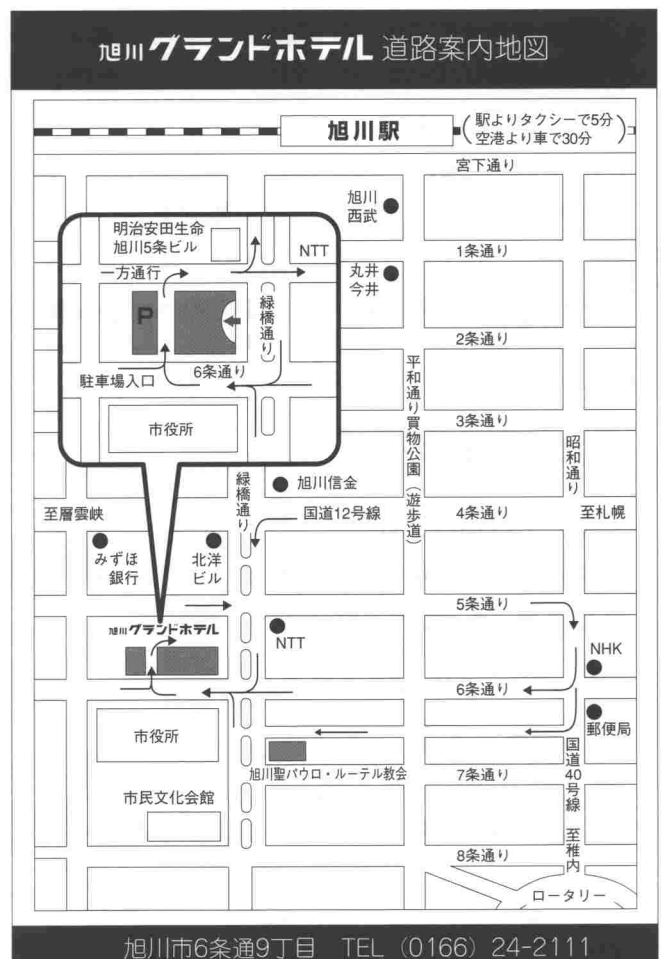 旭川グランドホテル 道路案内地図
旭川駅
(駅よりタクシーで5分
空港より車で30分)
宮下通り
旭川
西武
1条通り
丸井
今井
2条通り
明治安田生命
旭川5条ビル
NTT
一方通行
P
緑橋通り
6条通り
駐車場入口
市役所
平和通り買物公園(遊歩道)
3条通り
昭和通り
緑橋通り
旭川信金
至層雲峡
国道12号線
4条通り
至札幌
みずほ
銀行
北洋
ビル
5条通り
旭川グランドホテル
NTT
NHK
6条通り
市役所
郵便局
旭川聖パウロ・ルーテル教会
7条通り
国道40号線 至稚内
市民文化会館
8条通り
ロータリー
旭川市6条通9丁目 TEL (0166) 24-2111